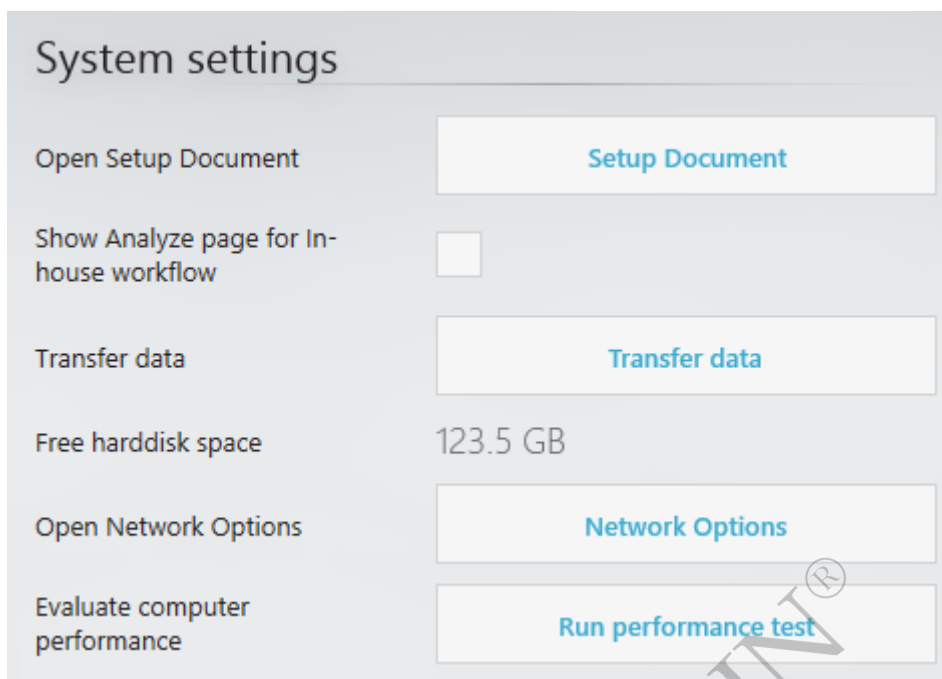 System settings
Open Setup Document
Setup Document
Show Analyze page for In-
house workflow
Transfer data
Transfer data
Free harddisk space
123.5 GB
Open Network Options
Network Options
Evaluate computer
performance
Run performance test